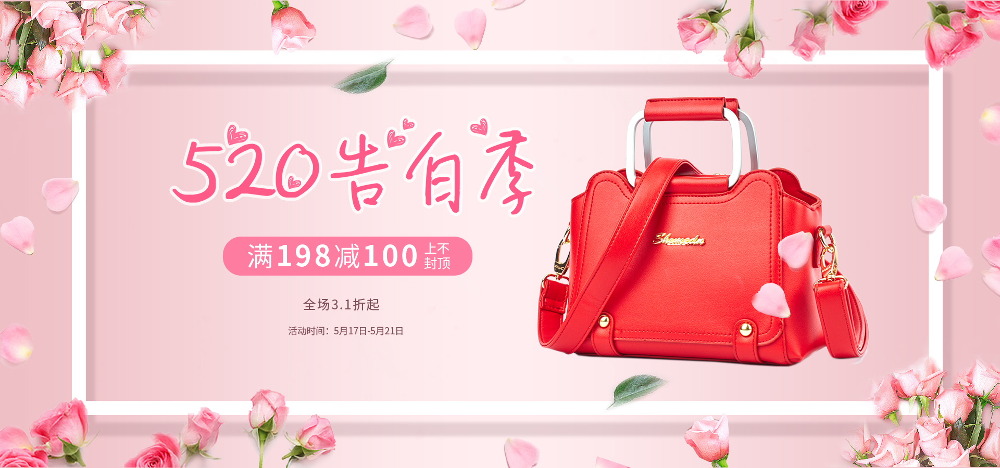 520告白季
满198减100
上不
封顶
全场3.1折起
活动时间：5月17日-5月21日